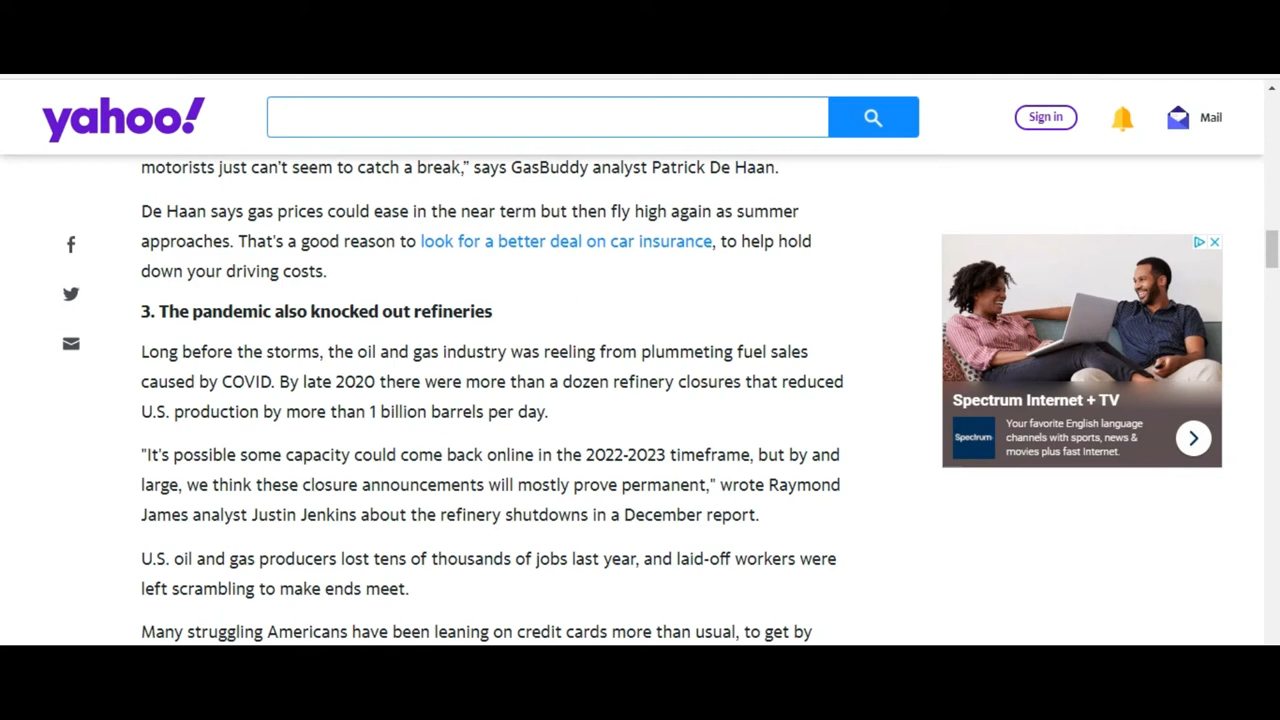 yahoo!
Sign in
Mail
motorists just can't seem to catch a break," says GasBuddy analyst Patrick De Haan.
De Haan says gas prices could ease in the near term but then fly high again as summer
approaches. That's a good reason to look for a better deal on car insurance, to help hold
down your driving costs.
3. The pandemic also knocked out refineries
Long before the storms, the oil and gas industry was reeling from plummeting fuel sales
caused by COVID. By late 2020 there were more than a dozen refinery closures that reduced
U.S. production by more than 1 billion barrels per day.
"It's possible some capacity could come back online in the 2022-2023 timeframe, but by and
large, we think these closure announcements will mostly prove permanent," wrote Raymond
James analyst Justin Jenkins about the refinery shutdowns in a December report.
U.S. oil and gas producers lost tens of thousands of jobs last year, and laid-off workers were
left scrambling to make ends meet.
Many struggling Americans have been leaning on credit cards more than usual, to get by
Spectrum Internet + TV
Spectrum
Your favorite English language
channels with sports, news &
movies plus fast Internet.